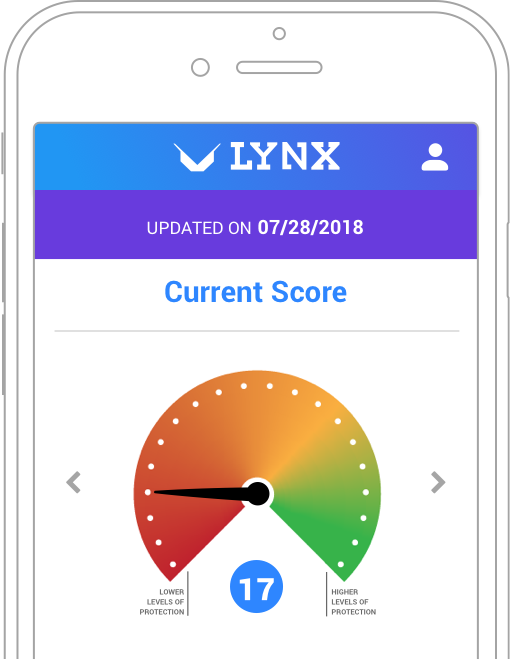 LYNX
UPDATED ON 07/28/2018
Current Score
17
LOWER
LEVELS OF
PROTECTION
HIGHER
LEVELS OF
PROTECTION